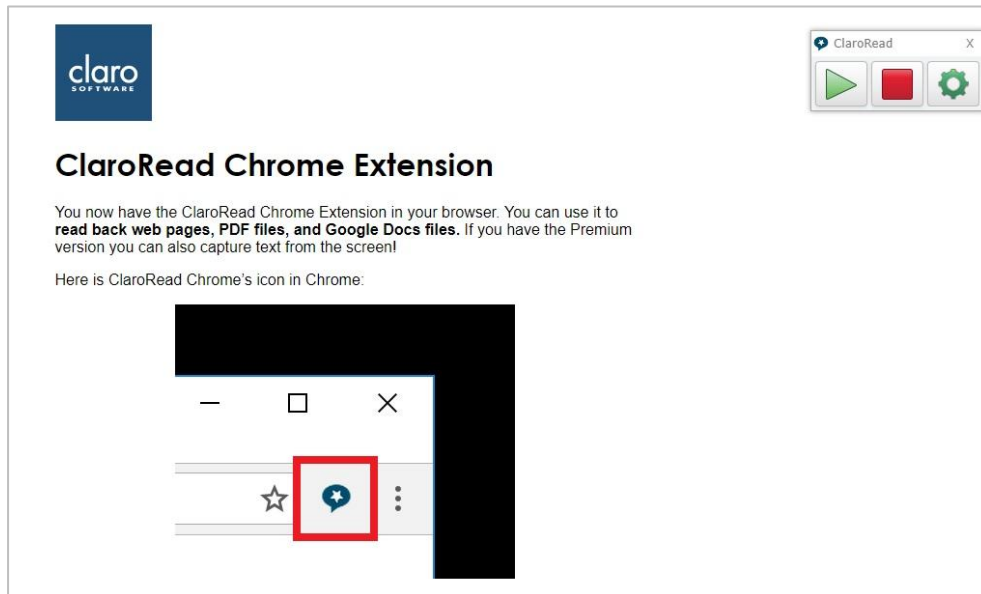 claro
SOFTWARE
ClaroRead X
ClaroRead Chrome Extension
You now have the ClaroRead Chrome Extension in your browser. You can use it to
read back web pages, PDF files, and Google Docs files. If you have the Premium
version you can also capture text from the screen!
Here is ClaroRead Chrome’s icon in Chrome: